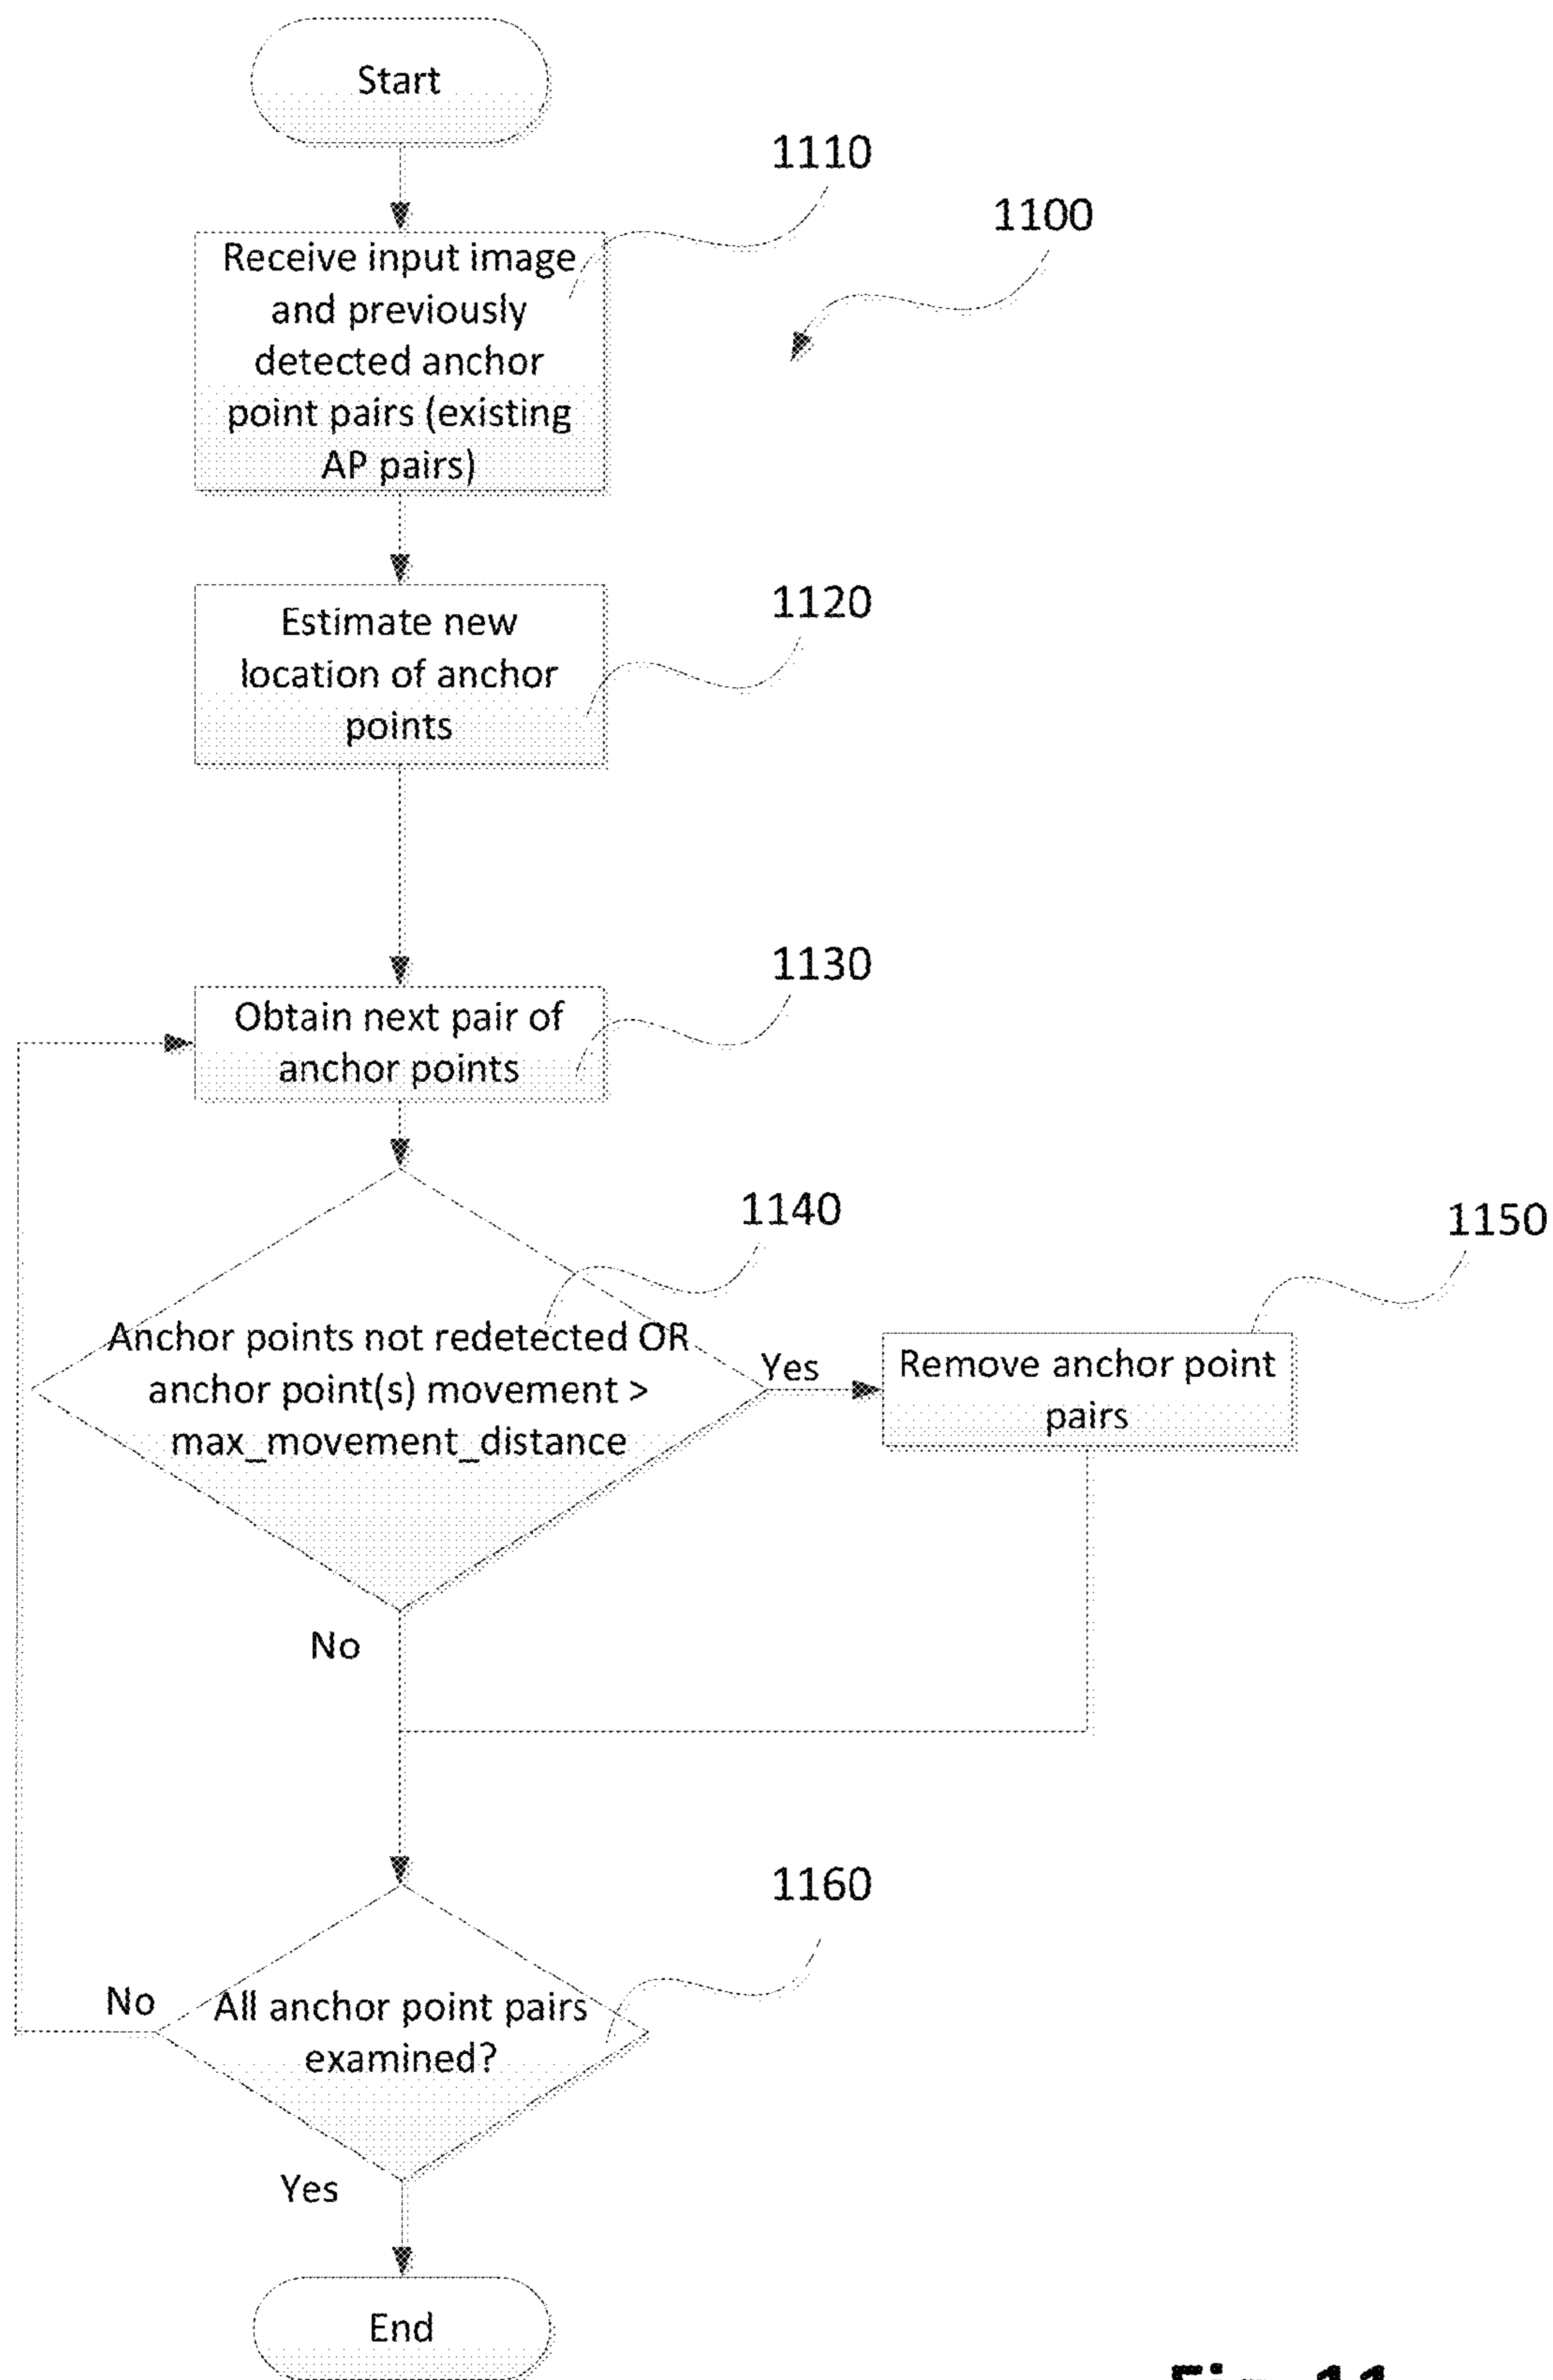 Start
1110
1100
Receive input image
and previously
detected anchor
point pairs (existing
AP pairs)
1120
Estimate new
location of anchor
points
1130
Obtain next pair of
anchor points
1140
1150
Anchor points not redetected OR
anchor point(s) movement >
max_movement_distance
Yes
Remove anchor point
pairs
No
1160
No
All anchor point pairs
examined?
Yes
End
Fig. 11